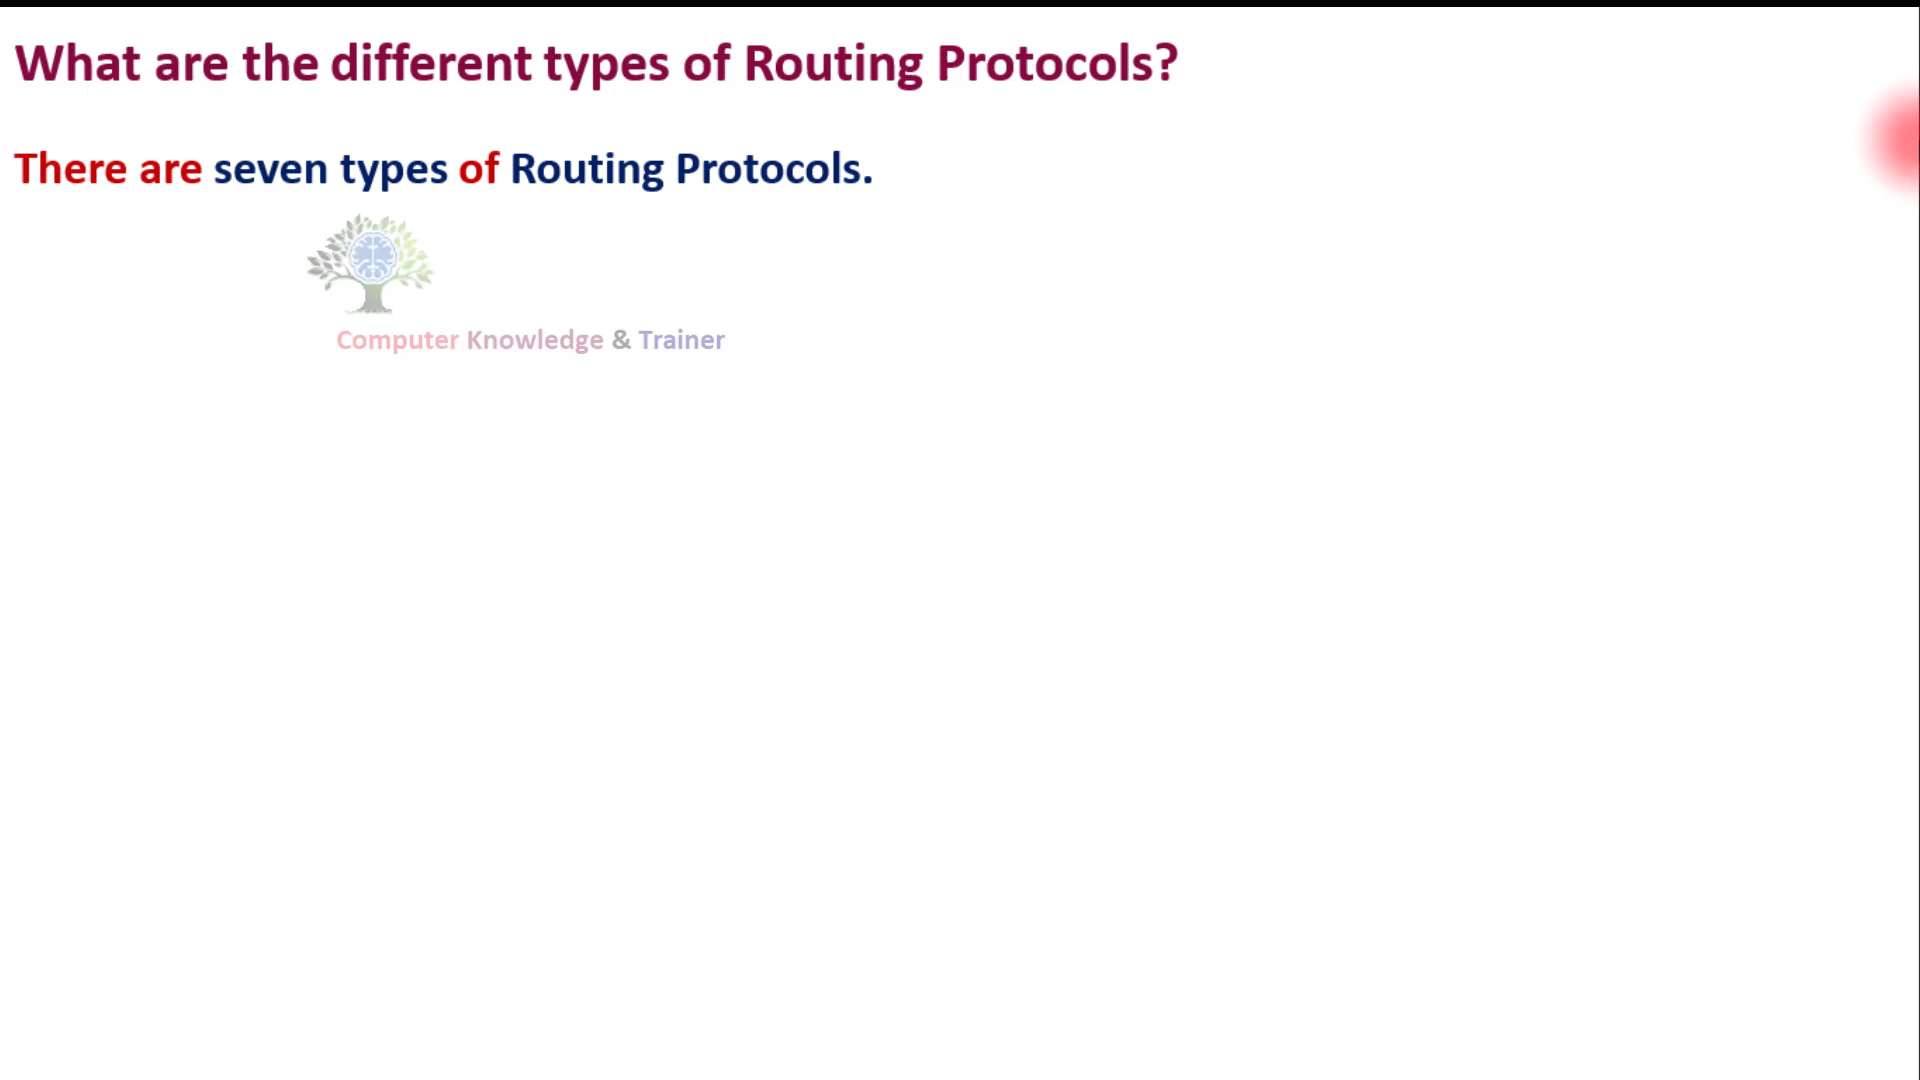 What are the different types of Routing Protocols?
There are seven types of Routing Protocols.
Computer Knowledge & Trainer